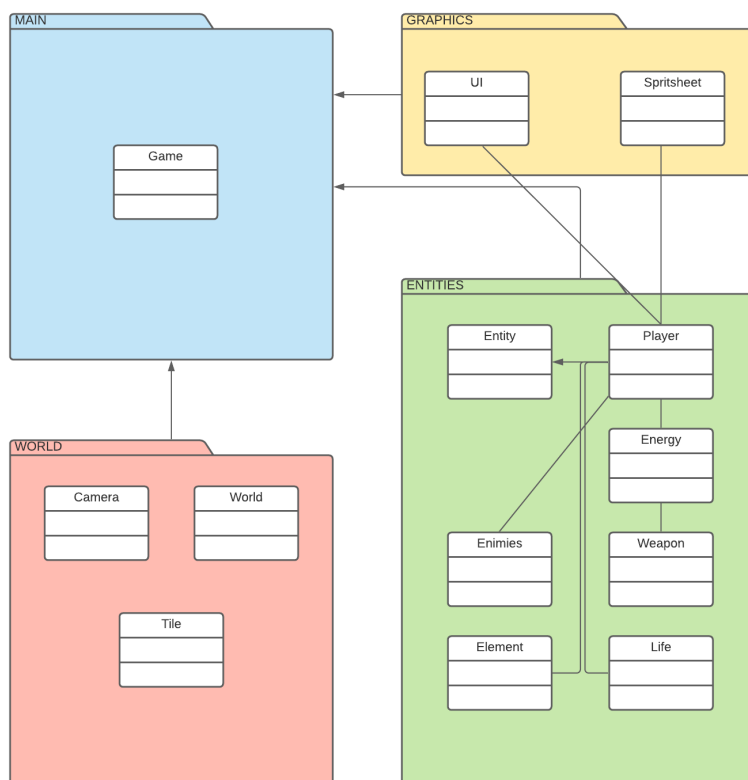 MAIN
Game
GRAPHICS
UI
Spritsheet
ENTITIES
Entity
Player
Energy
Enimies
Weapon
Element
Life
WORLD
Camera
World
Tile